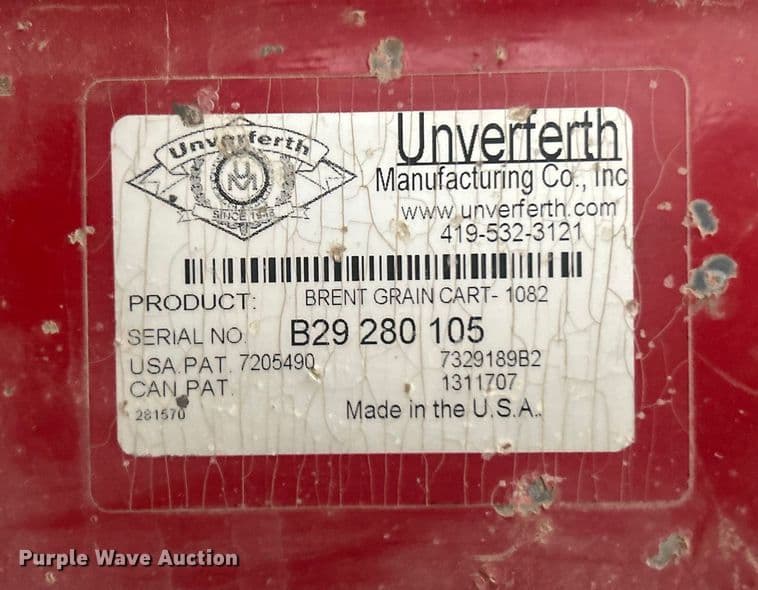 Unverferth
UM
SINCE 1948
Unverferth
Manufacturing Co., Inc
www.unverferth.com
419-532-3121
PRODUCT: BRENT GRAIN CART- 1082
SERIAL NO. B29 280 105
USA.PAT. 7205490 7329189B2
CAN.PAT. 1311707
281570 Made in the U.S.A.
Purple Wave Auction